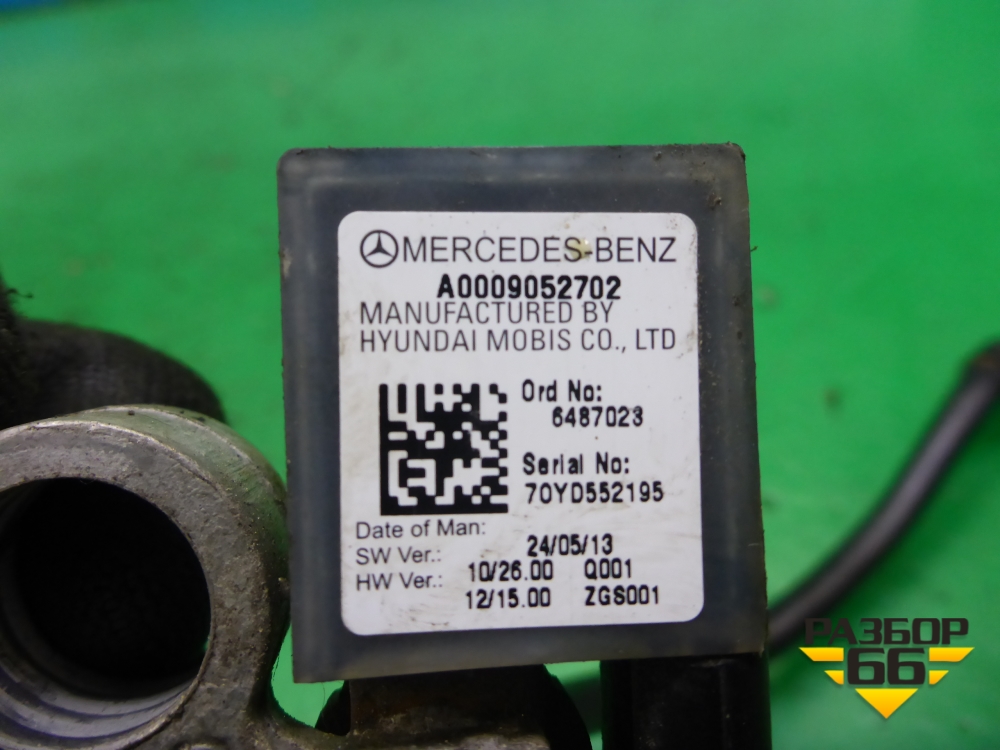 MERCEDES-BENZ
A0009052702
MANUFACTURED BY
HYUNDAI MOBIS CO., LTD
Ord No:
6487023
Serial No:
70YD552195
Date of Man:
24/05/13
SW Ver.:
10/26.00 Q001
HW Ver.:
12/15.00 ZGS001
РАЗБОР
66